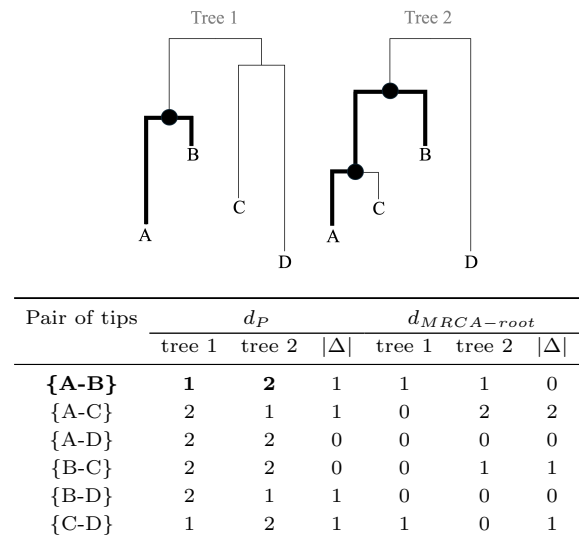 Tree 1 Tree 2
B B
C C
A A
D D
Pair of tips d_P d_{MRCA−root}
tree 1 tree 2 |Δ| tree 1 tree 2 |Δ|
{A-B} 1 2 1 1 1 0
{A-C} 2 1 1 0 2 2
{A-D} 2 2 0 0 0 0
{B-C} 2 2 0 0 1 1
{B-D} 2 1 1 0 0 0
{C-D} 1 2 1 1 0 1